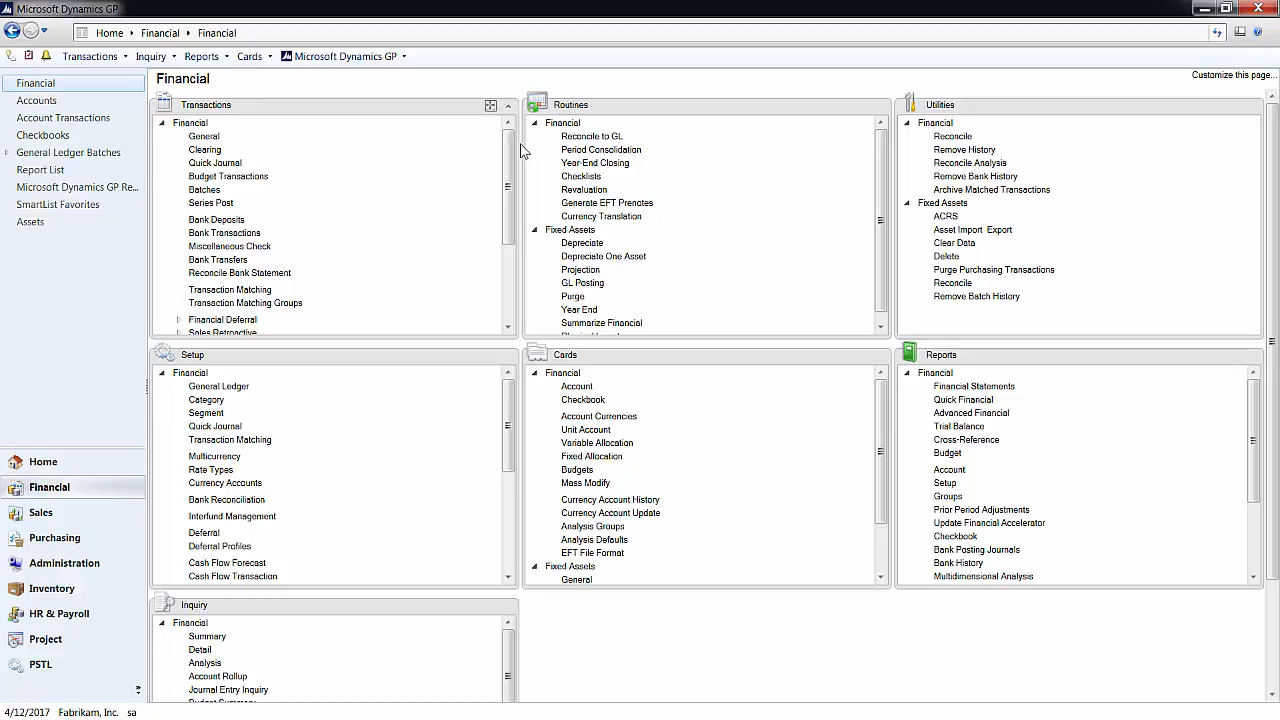 Microsoft Dynamics GP
Home Financial Financial
Transactions Inquiry Reports Cards Microsoft Dynamics GP
Financial
Accounts
Account Transactions
Checkbooks
General Ledger Batches
Report List
Microsoft Dynamics GP Re...
SmartList Favorites
Assets
Home
Financial
Sales
Purchasing
Administration
Inventory
HR & Payroll
Project
PSTL
Financial
Customize this page...
Transactions
Financial
General
Clearing
Quick Journal
Budget Transactions
Batches
Series Post
Bank Deposits
Bank Transactions
Miscellaneous Check
Bank Transfers
Reconcile Bank Statement
Transaction Matching
Transaction Matching Groups
Financial Deferral
Sales Retroactive
Routines
Financial
Reconcile to GL
Period Consolidation
Year-End Closing
Checklists
Revaluation
Generate EFT Prenotes
Currency Translation
Fixed Assets
Depreciate
Depreciate One Asset
Projection
GL Posting
Purge
Year End
Summarize Financial
Utilities
Financial
Reconcile
Remove History
Reconcile Analysis
Remove Bank History
Archive Matched Transactions
Fixed Assets
ACRS
Asset Import Export
Clear Data
Delete
Purge Purchasing Transactions
Reconcile
Remove Batch History
Setup
Financial
General Ledger
Category
Segment
Quick Journal
Transaction Matching
Multicurrency
Rate Types
Currency Accounts
Bank Reconciliation
Interfund Management
Deferral
Deferral Profiles
Cash Flow Forecast
Cash Flow Transaction
Cards
Financial
Account
Checkbook
Account Currencies
Unit Account
Variable Allocation
Fixed Allocation
Budgets
Mass Modify
Currency Account History
Currency Account Update
Analysis Groups
Analysis Defaults
EFT File Format
Fixed Assets
General
Reports
Financial
Financial Statements
Quick Financial
Advanced Financial
Trial Balance
Cross-Reference
Budget
Account
Setup
Groups
Prior Period Adjustments
Update Financial Accelerator
Checkbook
Bank Posting Journals
Bank History
Multidimensional Analysis
Inquiry
Financial
Summary
Detail
Analysis
Account Rollup
Journal Entry Inquiry
4/12/2017 Fabrikam, Inc. sa